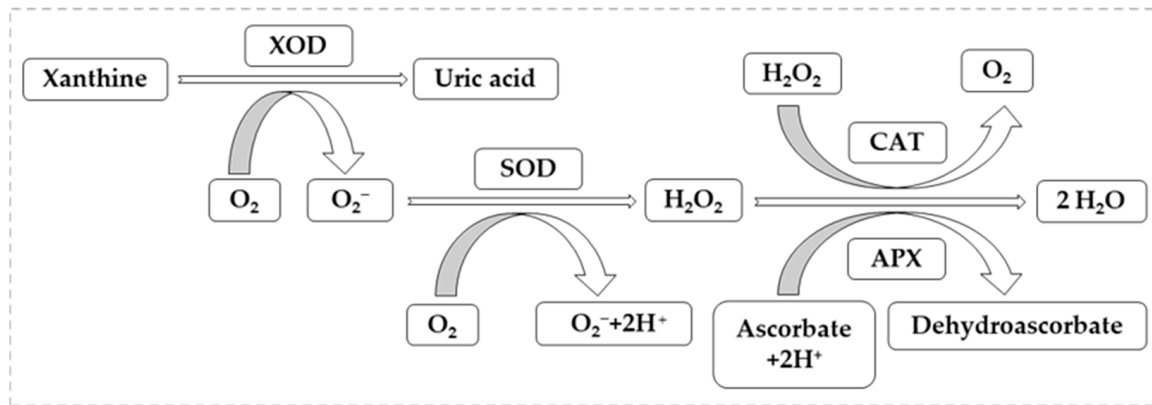 XOD
Xanthine
Uric acid
O₂
O₂⁻
SOD
H₂O₂
O₂
O₂⁻+2H⁺
H₂O₂
O₂
CAT
2 H₂O
APX
Ascorbate
+2H⁺
Dehydroascorbate